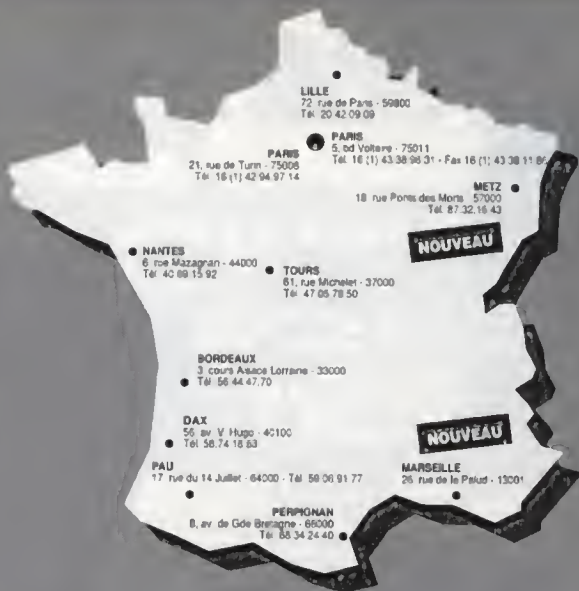 LILLE
72 rue de Paris - 59800
Tél 20 42 09 09
PARIS
5, bd Voltaire - 75011
Tél. 16 (1) 43.38.96.31 - Fax 16 (1) 43 38 11 86
PARIS
21, rue de Turin - 75008
Tél 16 (1) 42 94.97 14
METZ
18 rue Ponts des Morts 57000
Tél. 87.32.16 43
NOUVEAU
NANTES
6 rue Mazagran - 44000
Tél 40 89 15 92
TOURS
61, rue Michelet - 37000
Tél 47 05 78 50
BORDEAUX
3 cours Alsace Lorraine - 33000
Tél 56 44 47.70
DAX
56 av V Hugo - 40100
Tél 58.74 18 63
NOUVEAU
PAU
17 rue du 14 Juillet - 64000 - Tél 59 06 91 77
MARSEILLE
26 rue de le Palud - 13001
PERPIGNAN
8, av. de Gde Bretagne - 66000
Tél 68 34 24 40